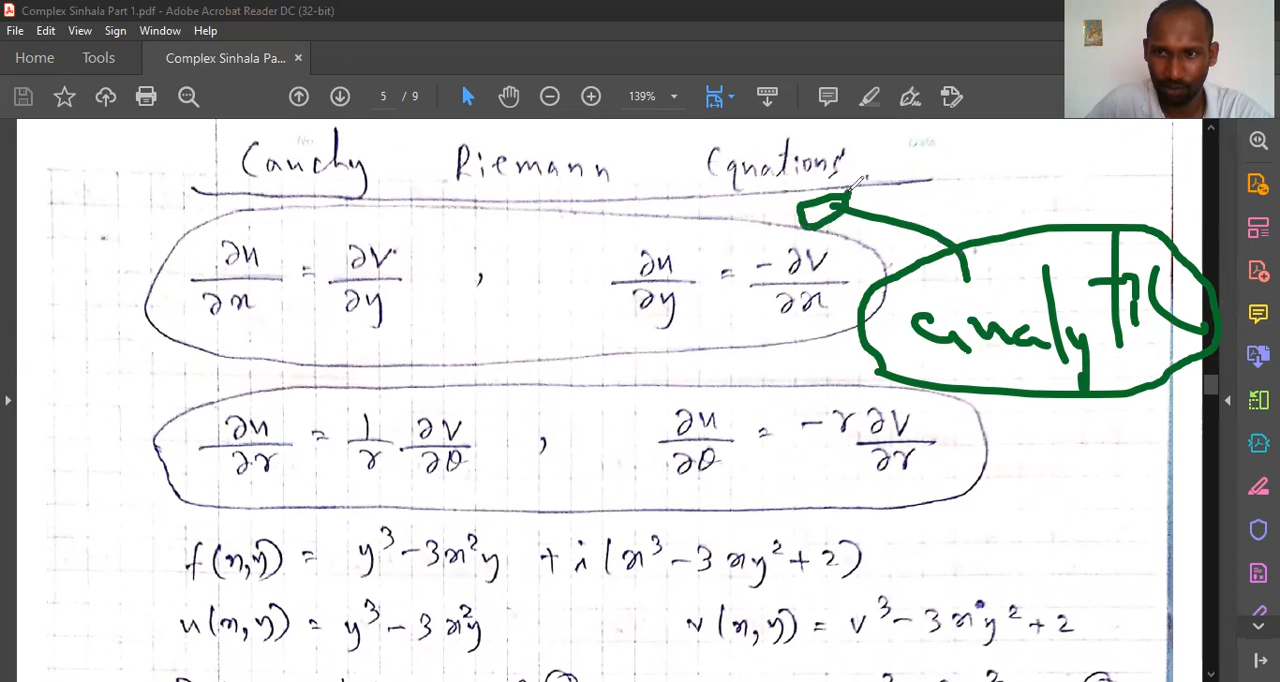 Complex Sinhala Part 1.pdf - Adobe Acrobat Reader DC (32-bit)
File Edit View Sign Window Help
Home Tools Complex Sinhala Pa... ×
5 / 9 139%
Cauchy Riemann Equations
∂u/∂x = ∂v/∂y , ∂u/∂y = -∂v/∂x
analytic
∂u/∂r = 1/r · ∂v/∂θ , ∂u/∂θ = -r ∂v/∂r
f(x,y) = y³ - 3x²y + i(x³ - 3xy² + 2)
u(x,y) = y³ - 3x²y v(x,y) = v³ - 3xy² + 2